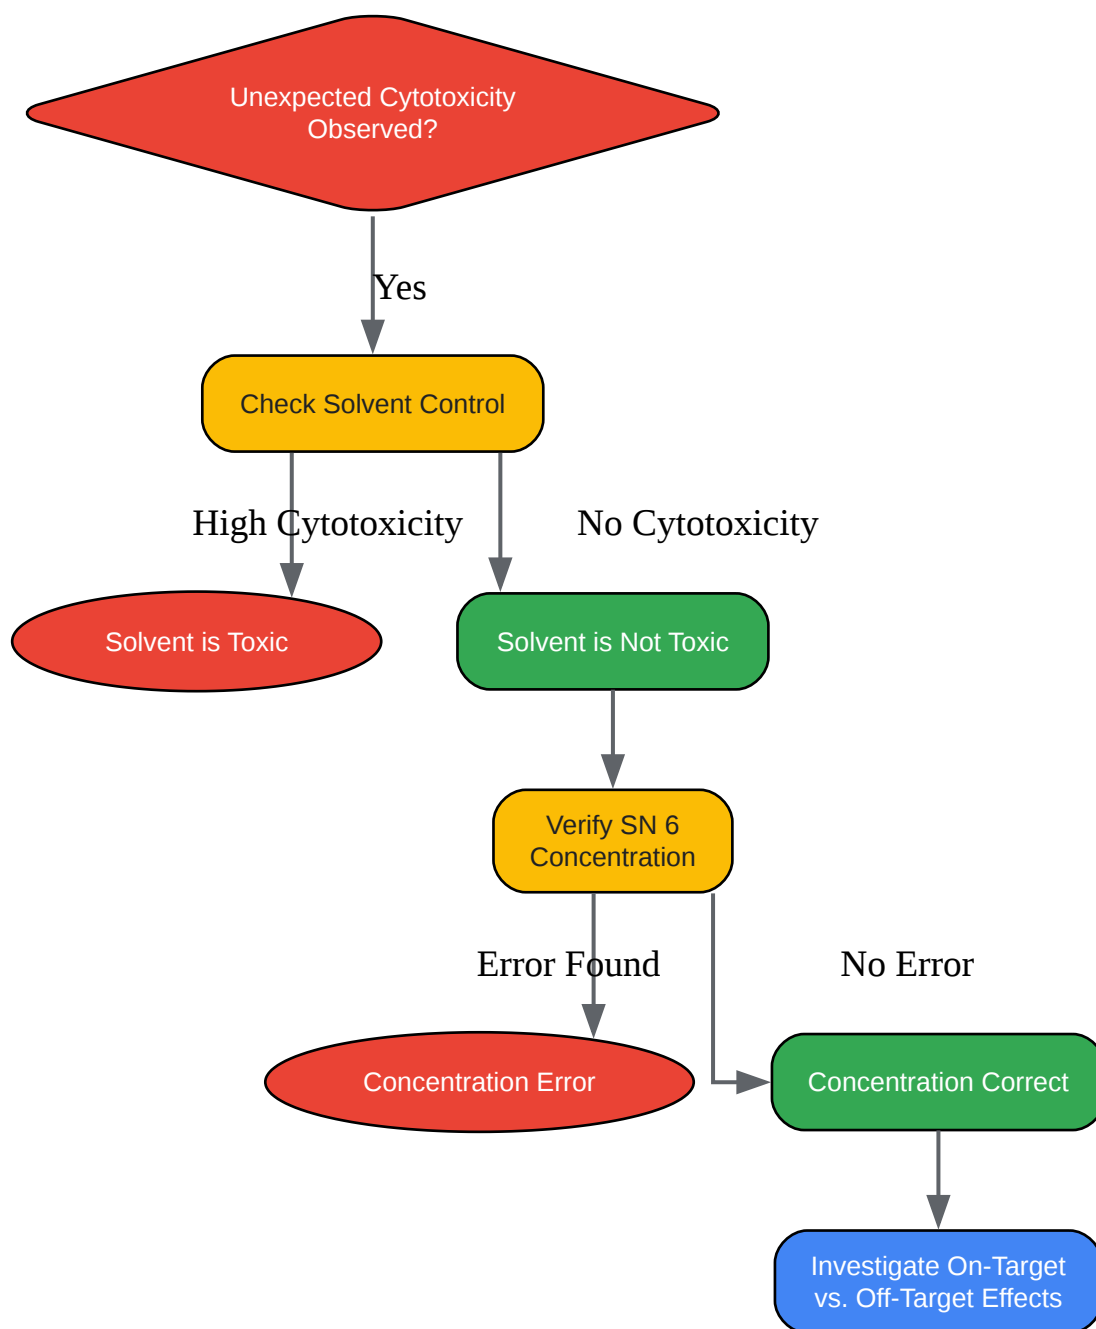 Unexpected Cytotoxicity
Observed?
Yes
Check Solvent Control
High Cytotoxicity
No Cytotoxicity
Solvent is Toxic
Solvent is Not Toxic
Verify SN 6
Concentration
Error Found
No Error
Concentration Error
Concentration Correct
Investigate On-Target
vs. Off-Target Effects